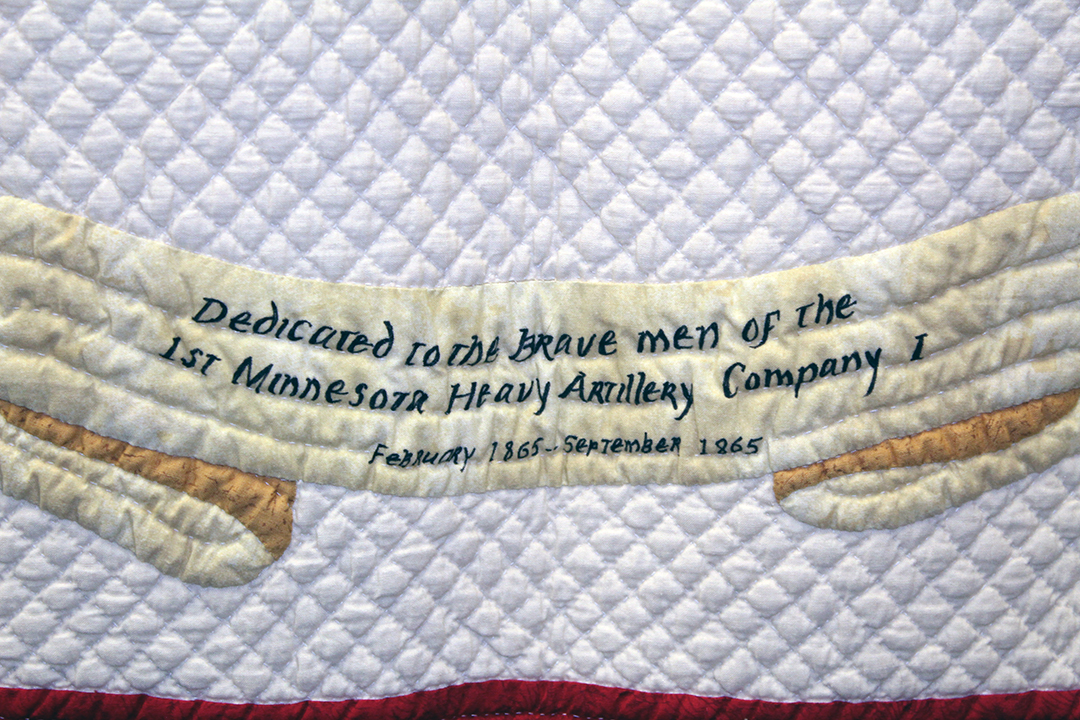 Dedicated to the Brave men of the
1st Minnesota Heavy Artillery Company I
February 1865-September 1865